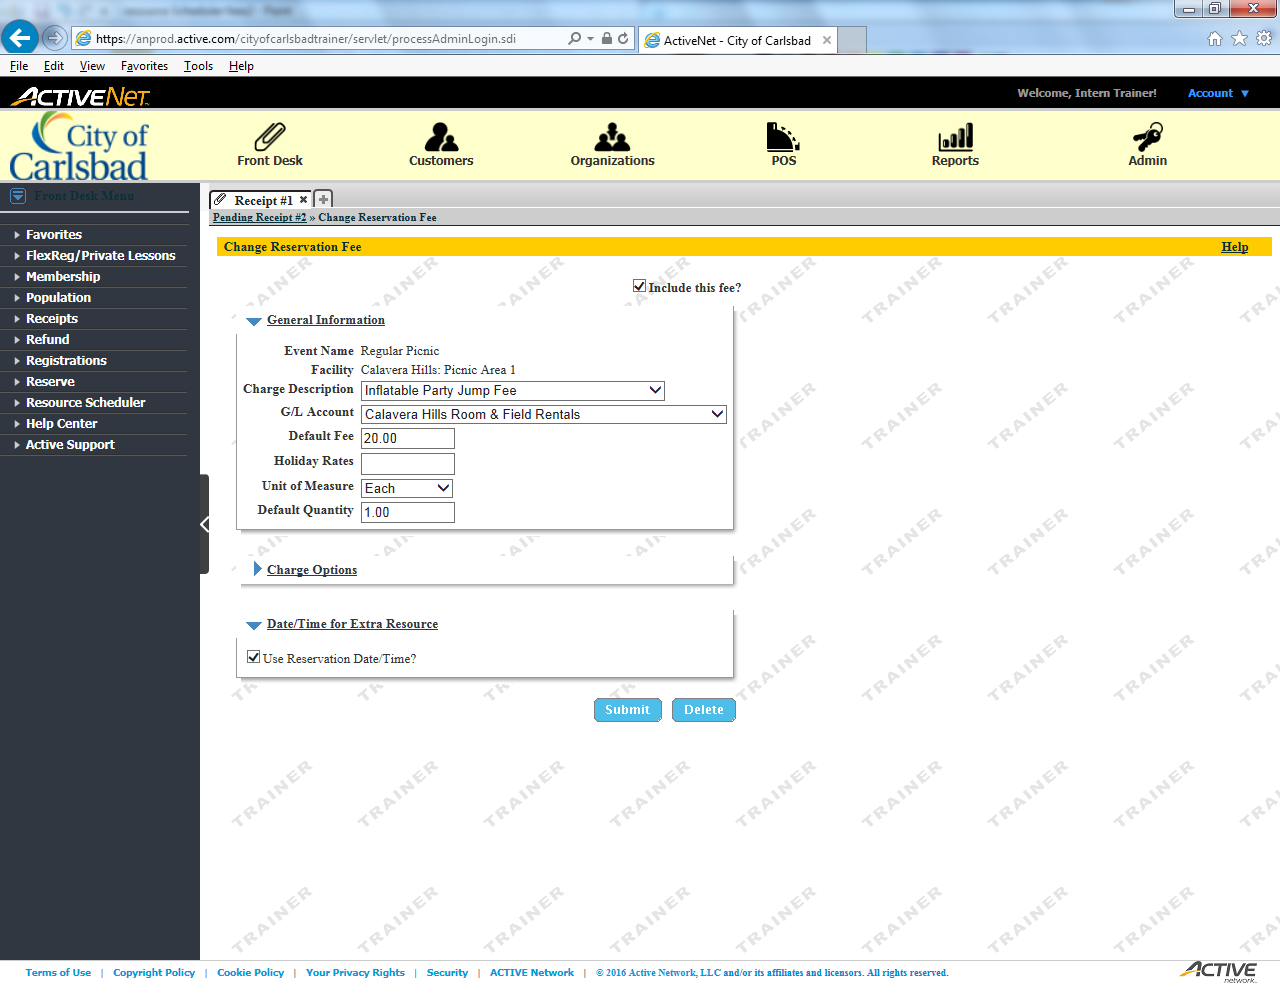 https://anprod.active.com/cityofcarlsbadtrainer/servlet/processAdminLogin.sdi
ActiveNet - City of Carlsbad
File Edit View Favorites Tools Help
ACTIVENET
Welcome, Intern Trainer! Account
City of
Carlsbad
Front Desk Customers Organizations POS Reports Admin
Front Desk Menu
Favorites
FlexReg/Private Lessons
Membership
Population
Receipts
Refund
Registrations
Reserve
Resource Scheduler
Help Center
Active Support
Receipt #1
Pending Receipt #2 » Change Reservation Fee
Change Reservation Fee Help
Include this fee?
General Information
Event Name Regular Picnic
Facility Calavera Hills: Picnic Area 1
Charge Description Inflatable Party Jump Fee
G/L Account Calavera Hills Room & Field Rentals
Default Fee 20.00
Holiday Rates
Unit of Measure Each
Default Quantity 1.00
Charge Options
Date/Time for Extra Resource
Use Reservation Date/Time?
Submit Delete
TRAINER
Terms of Use | Copyright Policy | Cookie Policy | Your Privacy Rights | Security | ACTIVE Network | © 2016 Active Network, LLC and/or its affiliates and licensors. All rights reserved.
ACTIVE
network